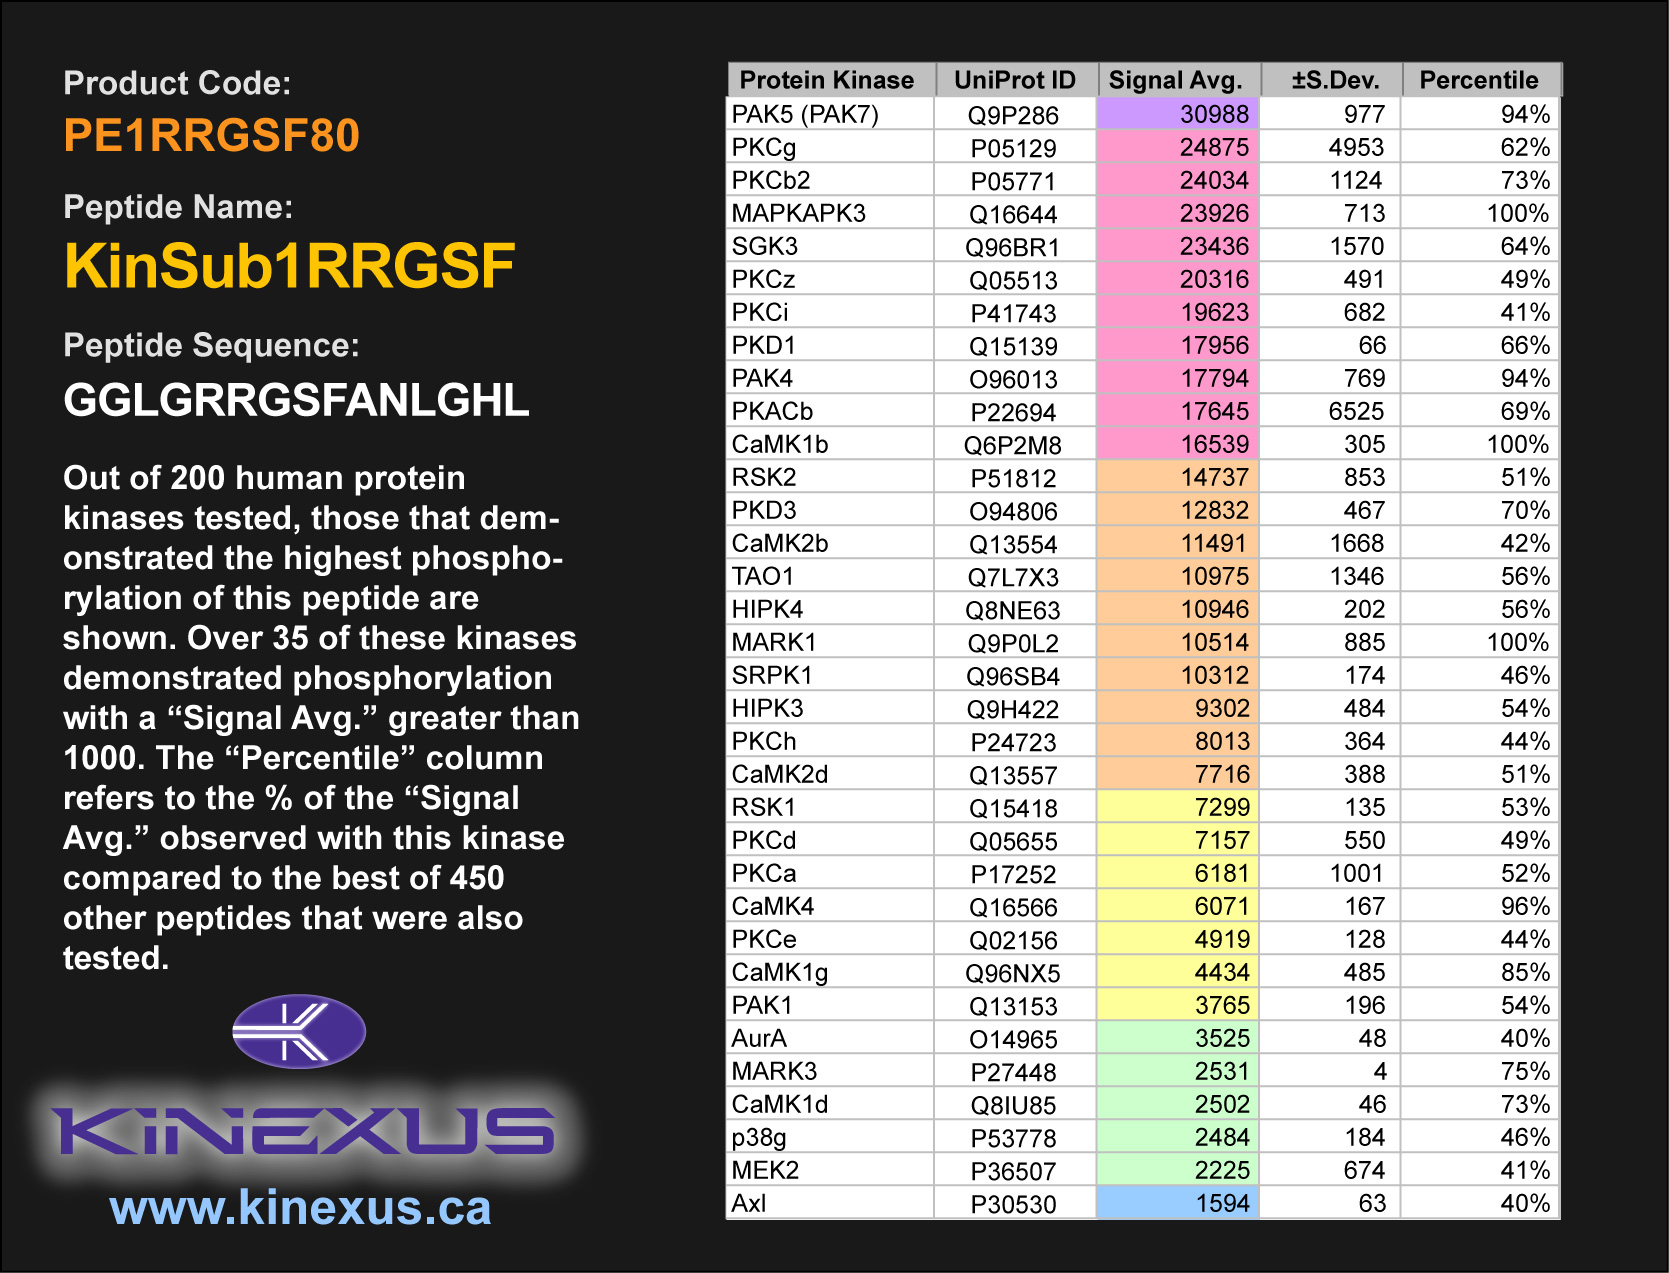 Product Code:
PE1RRGSF80
Peptide Name:
KinSub1RRGSF
Peptide Sequence:
GGLGRRGSFANLGHL
Out of 200 human protein
kinases tested, those that dem-
onstrated the highest phospho-
rylation of this peptide are
shown. Over 35 of these kinases
demonstrated phosphorylation
with a “Signal Avg.” greater than
1000. The “Percentile” column
refers to the % of the “Signal
Avg.” observed with this kinase
compared to the best of 450
other peptides that were also
tested.
KINEXUS
www.kinexus.ca
Protein Kinase UniProt ID Signal Avg. ±S.Dev. Percentile
PAK5 (PAK7) Q9P286 30988 977 94%
PKCg P05129 24875 4953 62%
PKCb2 P05771 24034 1124 73%
MAPKAPK3 Q16644 23926 713 100%
SGK3 Q96BR1 23436 1570 64%
PKCz Q05513 20316 491 49%
PKCi P41743 19623 682 41%
PKD1 Q15139 17956 66 66%
PAK4 O96013 17794 769 94%
PKACb P22694 17645 6525 69%
CaMK1b Q6P2M8 16539 305 100%
RSK2 P51812 14737 853 51%
PKD3 O94806 12832 467 70%
CaMK2b Q13554 11491 1668 42%
TAO1 Q7L7X3 10975 1346 56%
HIPK4 Q8NE63 10946 202 56%
MARK1 Q9P0L2 10514 885 100%
SRPK1 Q96SB4 10312 174 46%
HIPK3 Q9H422 9302 484 54%
PKCh P24723 8013 364 44%
CaMK2d Q13557 7716 388 51%
RSK1 Q15418 7299 135 53%
PKCd Q05655 7157 550 49%
PKCa P17252 6181 1001 52%
CaMK4 Q16566 6071 167 96%
PKCe Q02156 4919 128 44%
CaMK1g Q96NX5 4434 485 85%
PAK1 Q13153 3765 196 54%
AurA O14965 3525 48 40%
MARK3 P27448 2531 4 75%
CaMK1d Q8IU85 2502 46 73%
p38g P53778 2484 184 46%
MEK2 P36507 2225 674 41%
Axl P30530 1594 63 40%